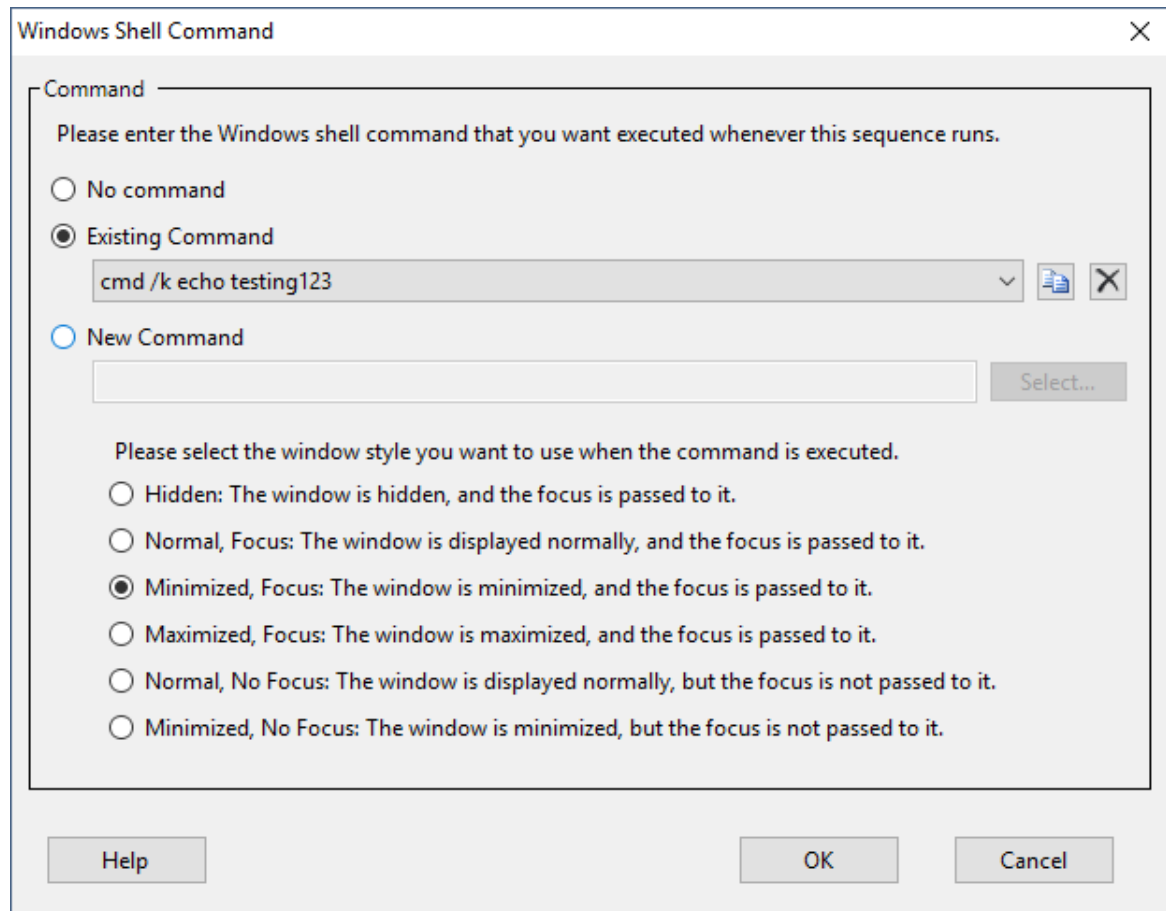 Windows Shell Command
Command
Please enter the Windows shell command that you want executed whenever this sequence runs.
No command
Existing Command
cmd /k echo testing123
New Command
Select...
Please select the window style you want to use when the command is executed.
Hidden: The window is hidden, and the focus is passed to it.
Normal, Focus: The window is displayed normally, and the focus is passed to it.
Minimized, Focus: The window is minimized, and the focus is passed to it.
Maximized, Focus: The window is maximized, and the focus is passed to it.
Normal, No Focus: The window is displayed normally, but the focus is not passed to it.
Minimized, No Focus: The window is minimized, but the focus is not passed to it.
Help OK Cancel